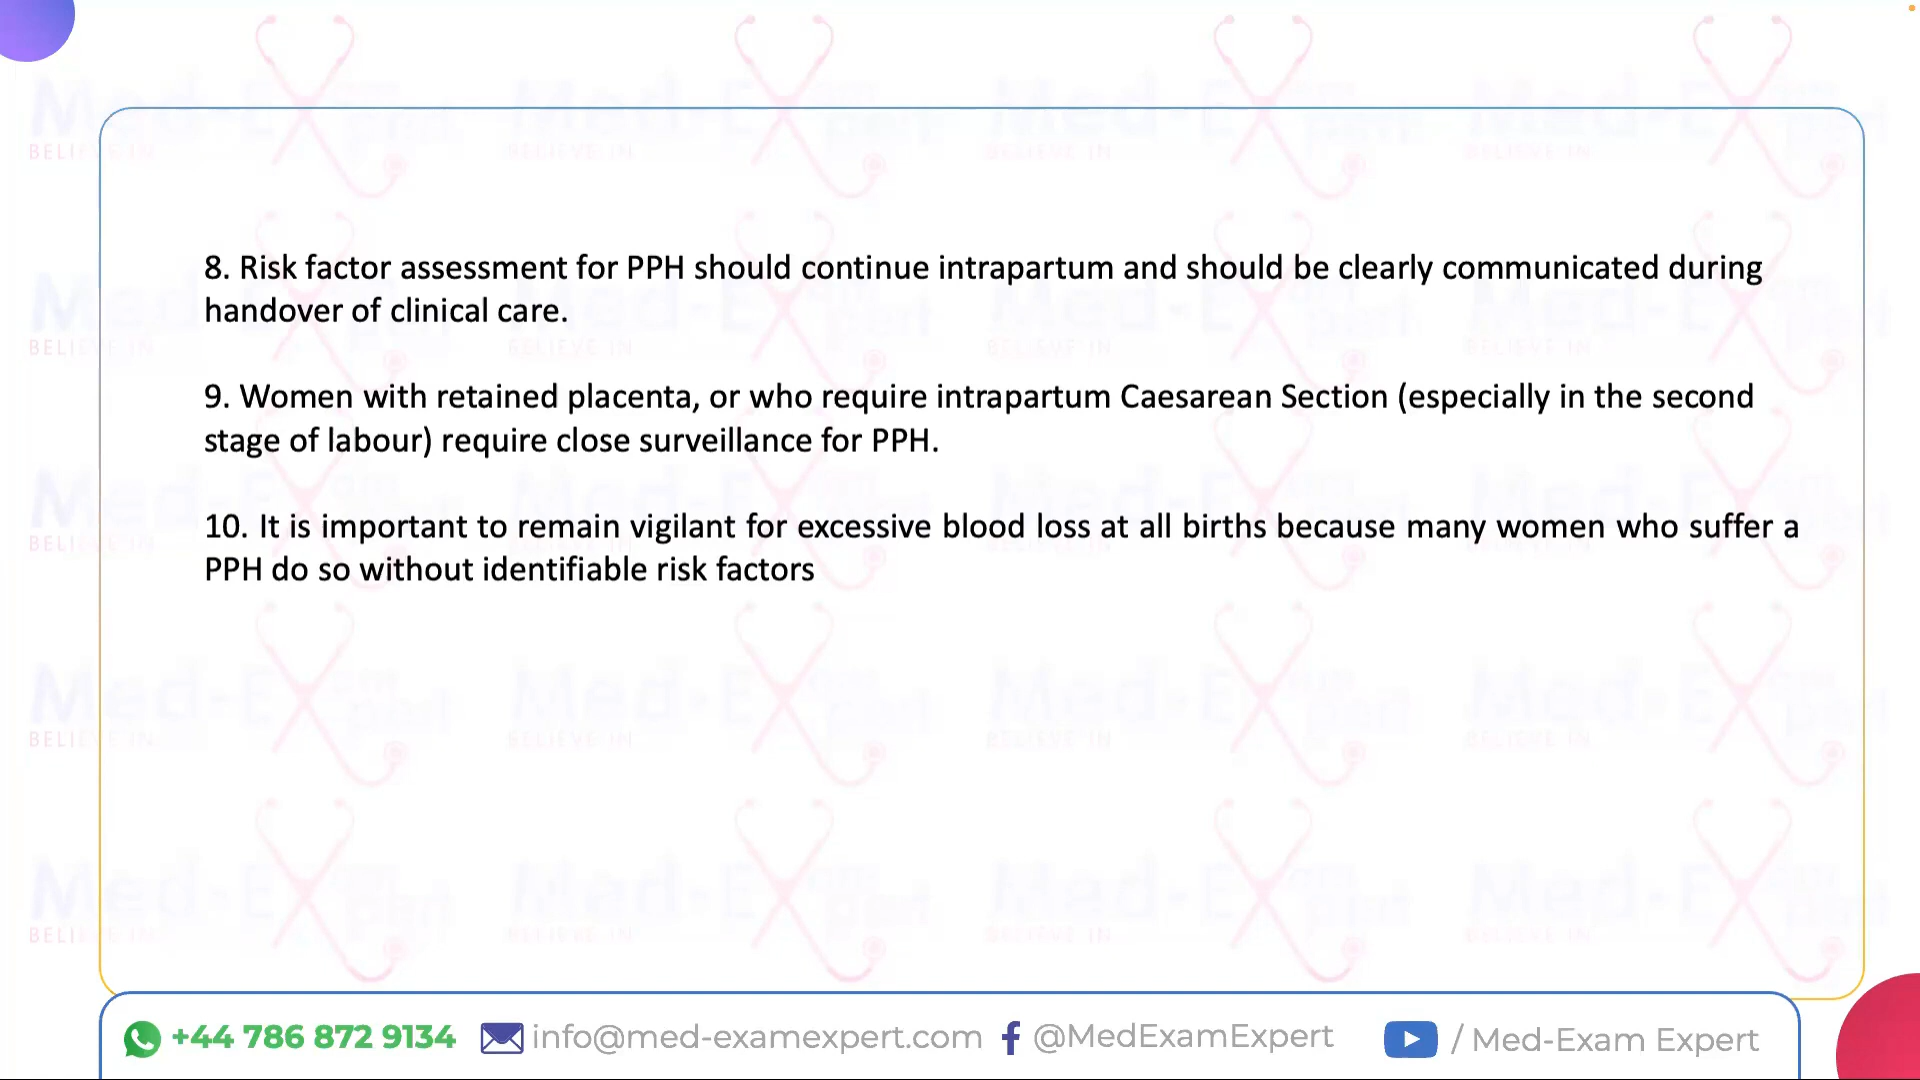 8. Risk factor assessment for PPH should continue intrapartum and should be clearly communicated during
handover of clinical care.
9. Women with retained placenta, or who require intrapartum Caesarean Section (especially in the second
stage of labour) require close surveillance for PPH.
10. It is important to remain vigilant for excessive blood loss at all births because many women who suffer a
PPH do so without identifiable risk factors
+44 786 872 9134 info@med-examexpert.com @MedExamExpert / Med-Exam Expert